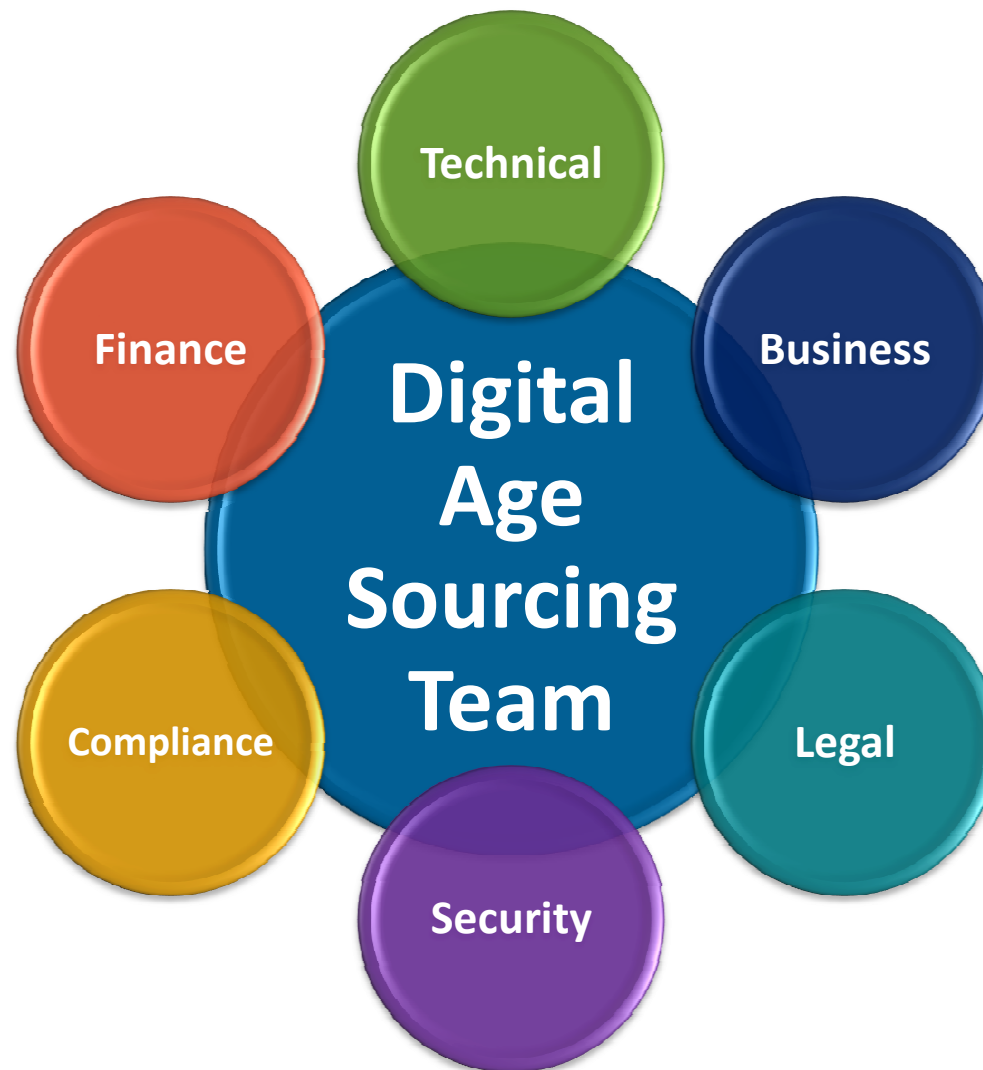 Technical
Finance
Business
Digital
Age
Sourcing
Team
Compliance
Legal
Security